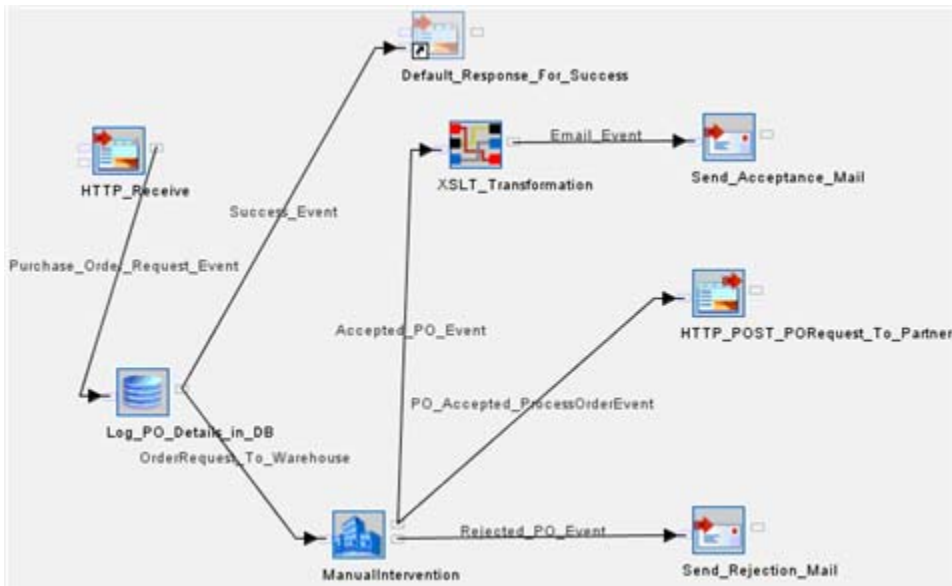 Default_Response_For_Success
Email_Event
HTTP_Receive
XSLT_Transformation
Send_Acceptance_Mail
Success_Event
Purchase_Order_Request_Event
Accepted_PO_Event
HTTP_POST_PORequest_To_Partner
PO_Accepted_ProcessOrderEvent
Log_PO_Details_in_DB
OrderRequest_To_Warehouse
Rejected_PO_Event
ManualIntervention
Send_Rejection_Mail